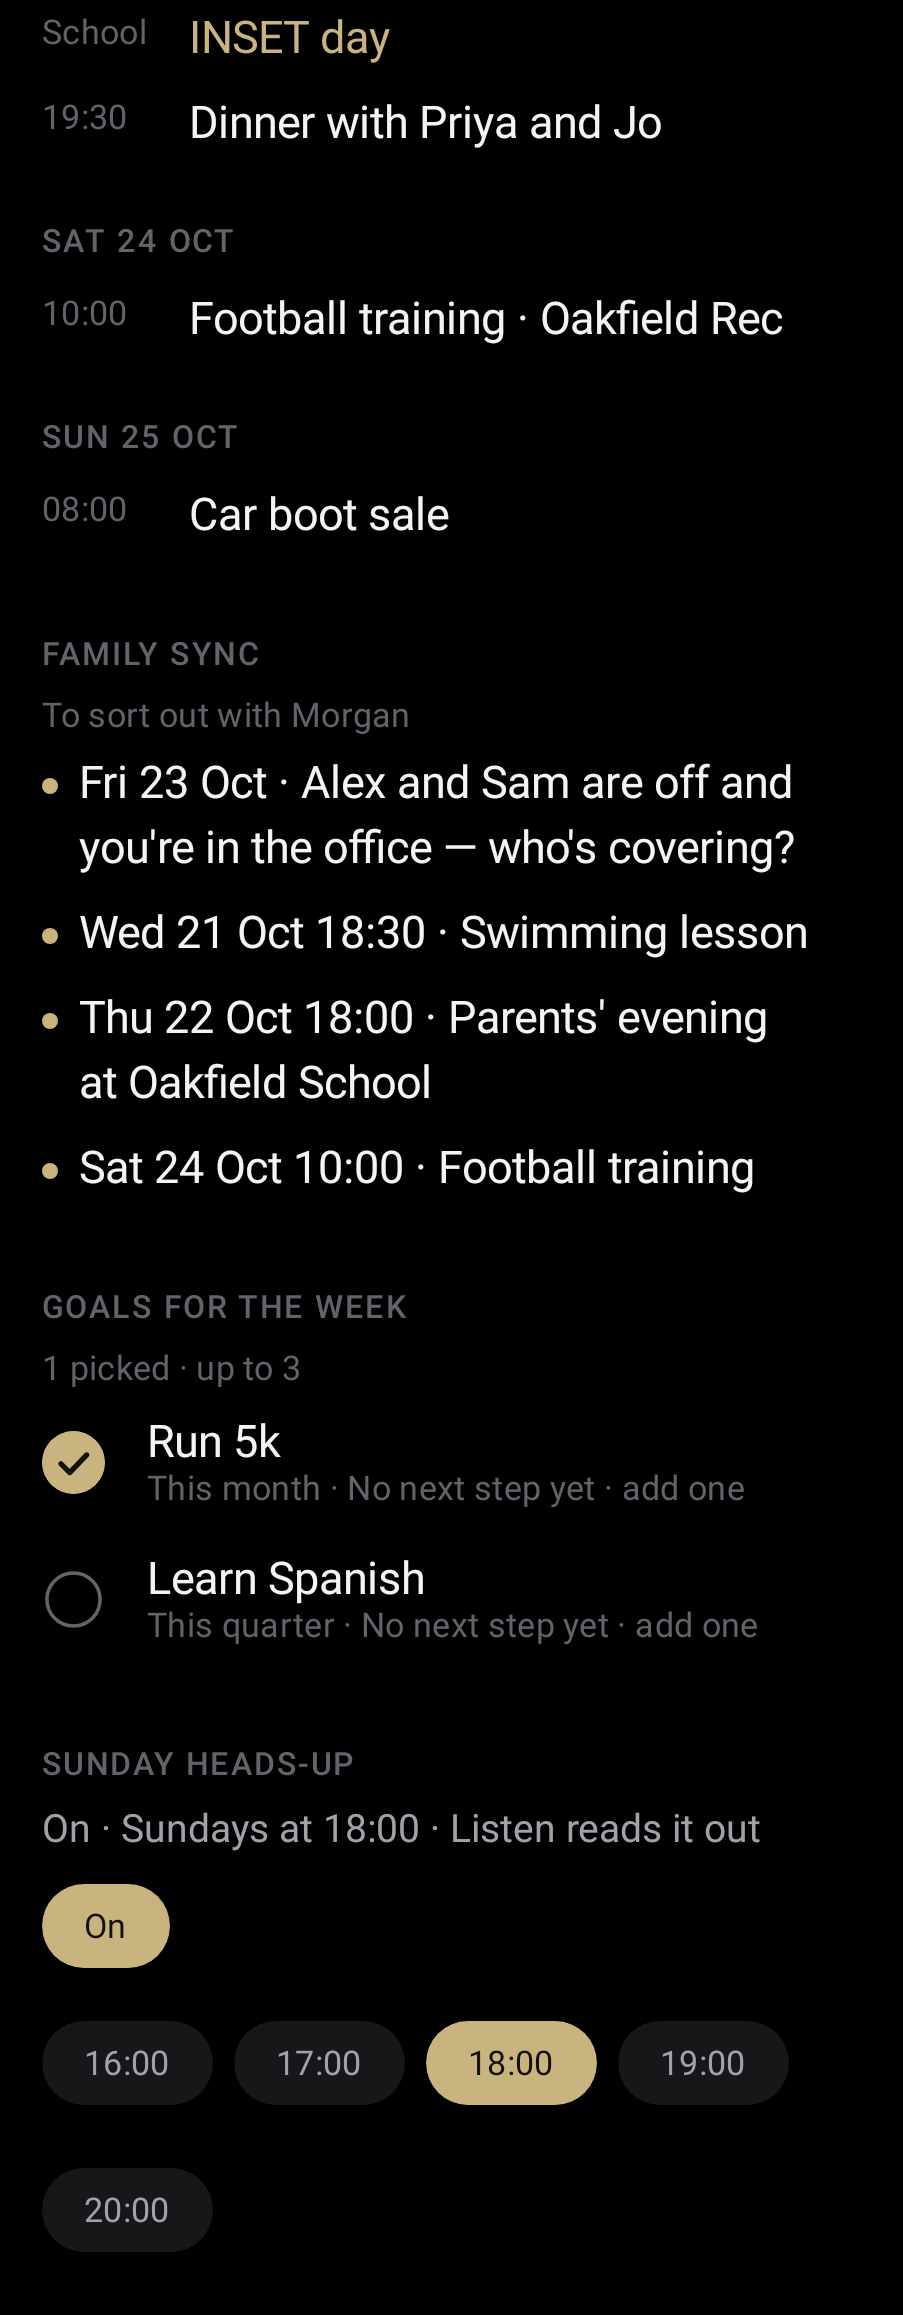 School INSET day
19:30 Dinner with Priya and Jo
SAT 24 OCT
10:00 Football training · Oakfield Rec
SUN 25 OCT
08:00 Car boot sale
FAMILY SYNC
To sort out with Morgan
Fri 23 Oct · Alex and Sam are off and
you're in the office — who's covering?
Wed 21 Oct 18:30 · Swimming lesson
Thu 22 Oct 18:00 · Parents' evening
at Oakfield School
Sat 24 Oct 10:00 · Football training
GOALS FOR THE WEEK
1 picked · up to 3
Run 5k
This month · No next step yet · add one
Learn Spanish
This quarter · No next step yet · add one
SUNDAY HEADS-UP
On · Sundays at 18:00 · Listen reads it out
On
16:00 17:00 18:00 19:00
20:00